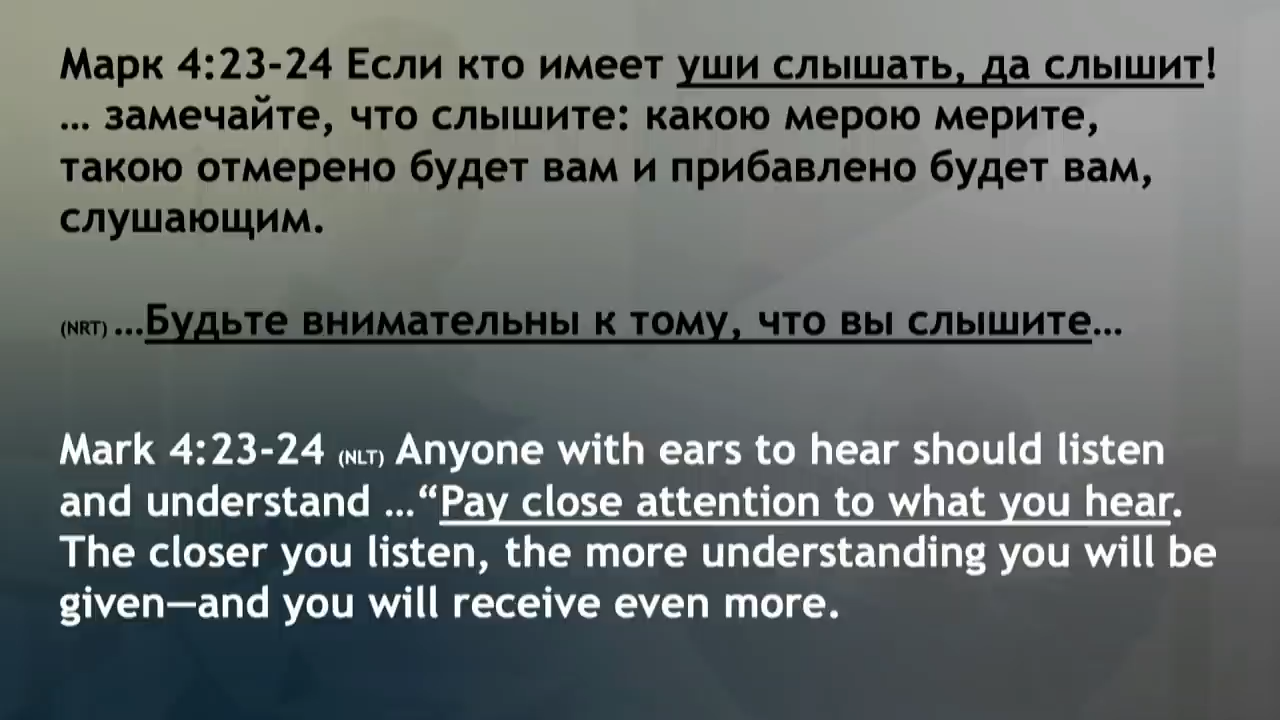 Марк 4:23-24 Если кто имеет уши слышать, да слышит!
… замечайте, что слышите: какою мерою мерите,
такою отмерено будет вам и прибавлено будет вам,
слушающим.
(NRT) …Будьте внимательны к тому, что вы слышите…
Mark 4:23-24 (NLT) Anyone with ears to hear should listen
and understand …“Pay close attention to what you hear.
The closer you listen, the more understanding you will be
given—and you will receive even more.